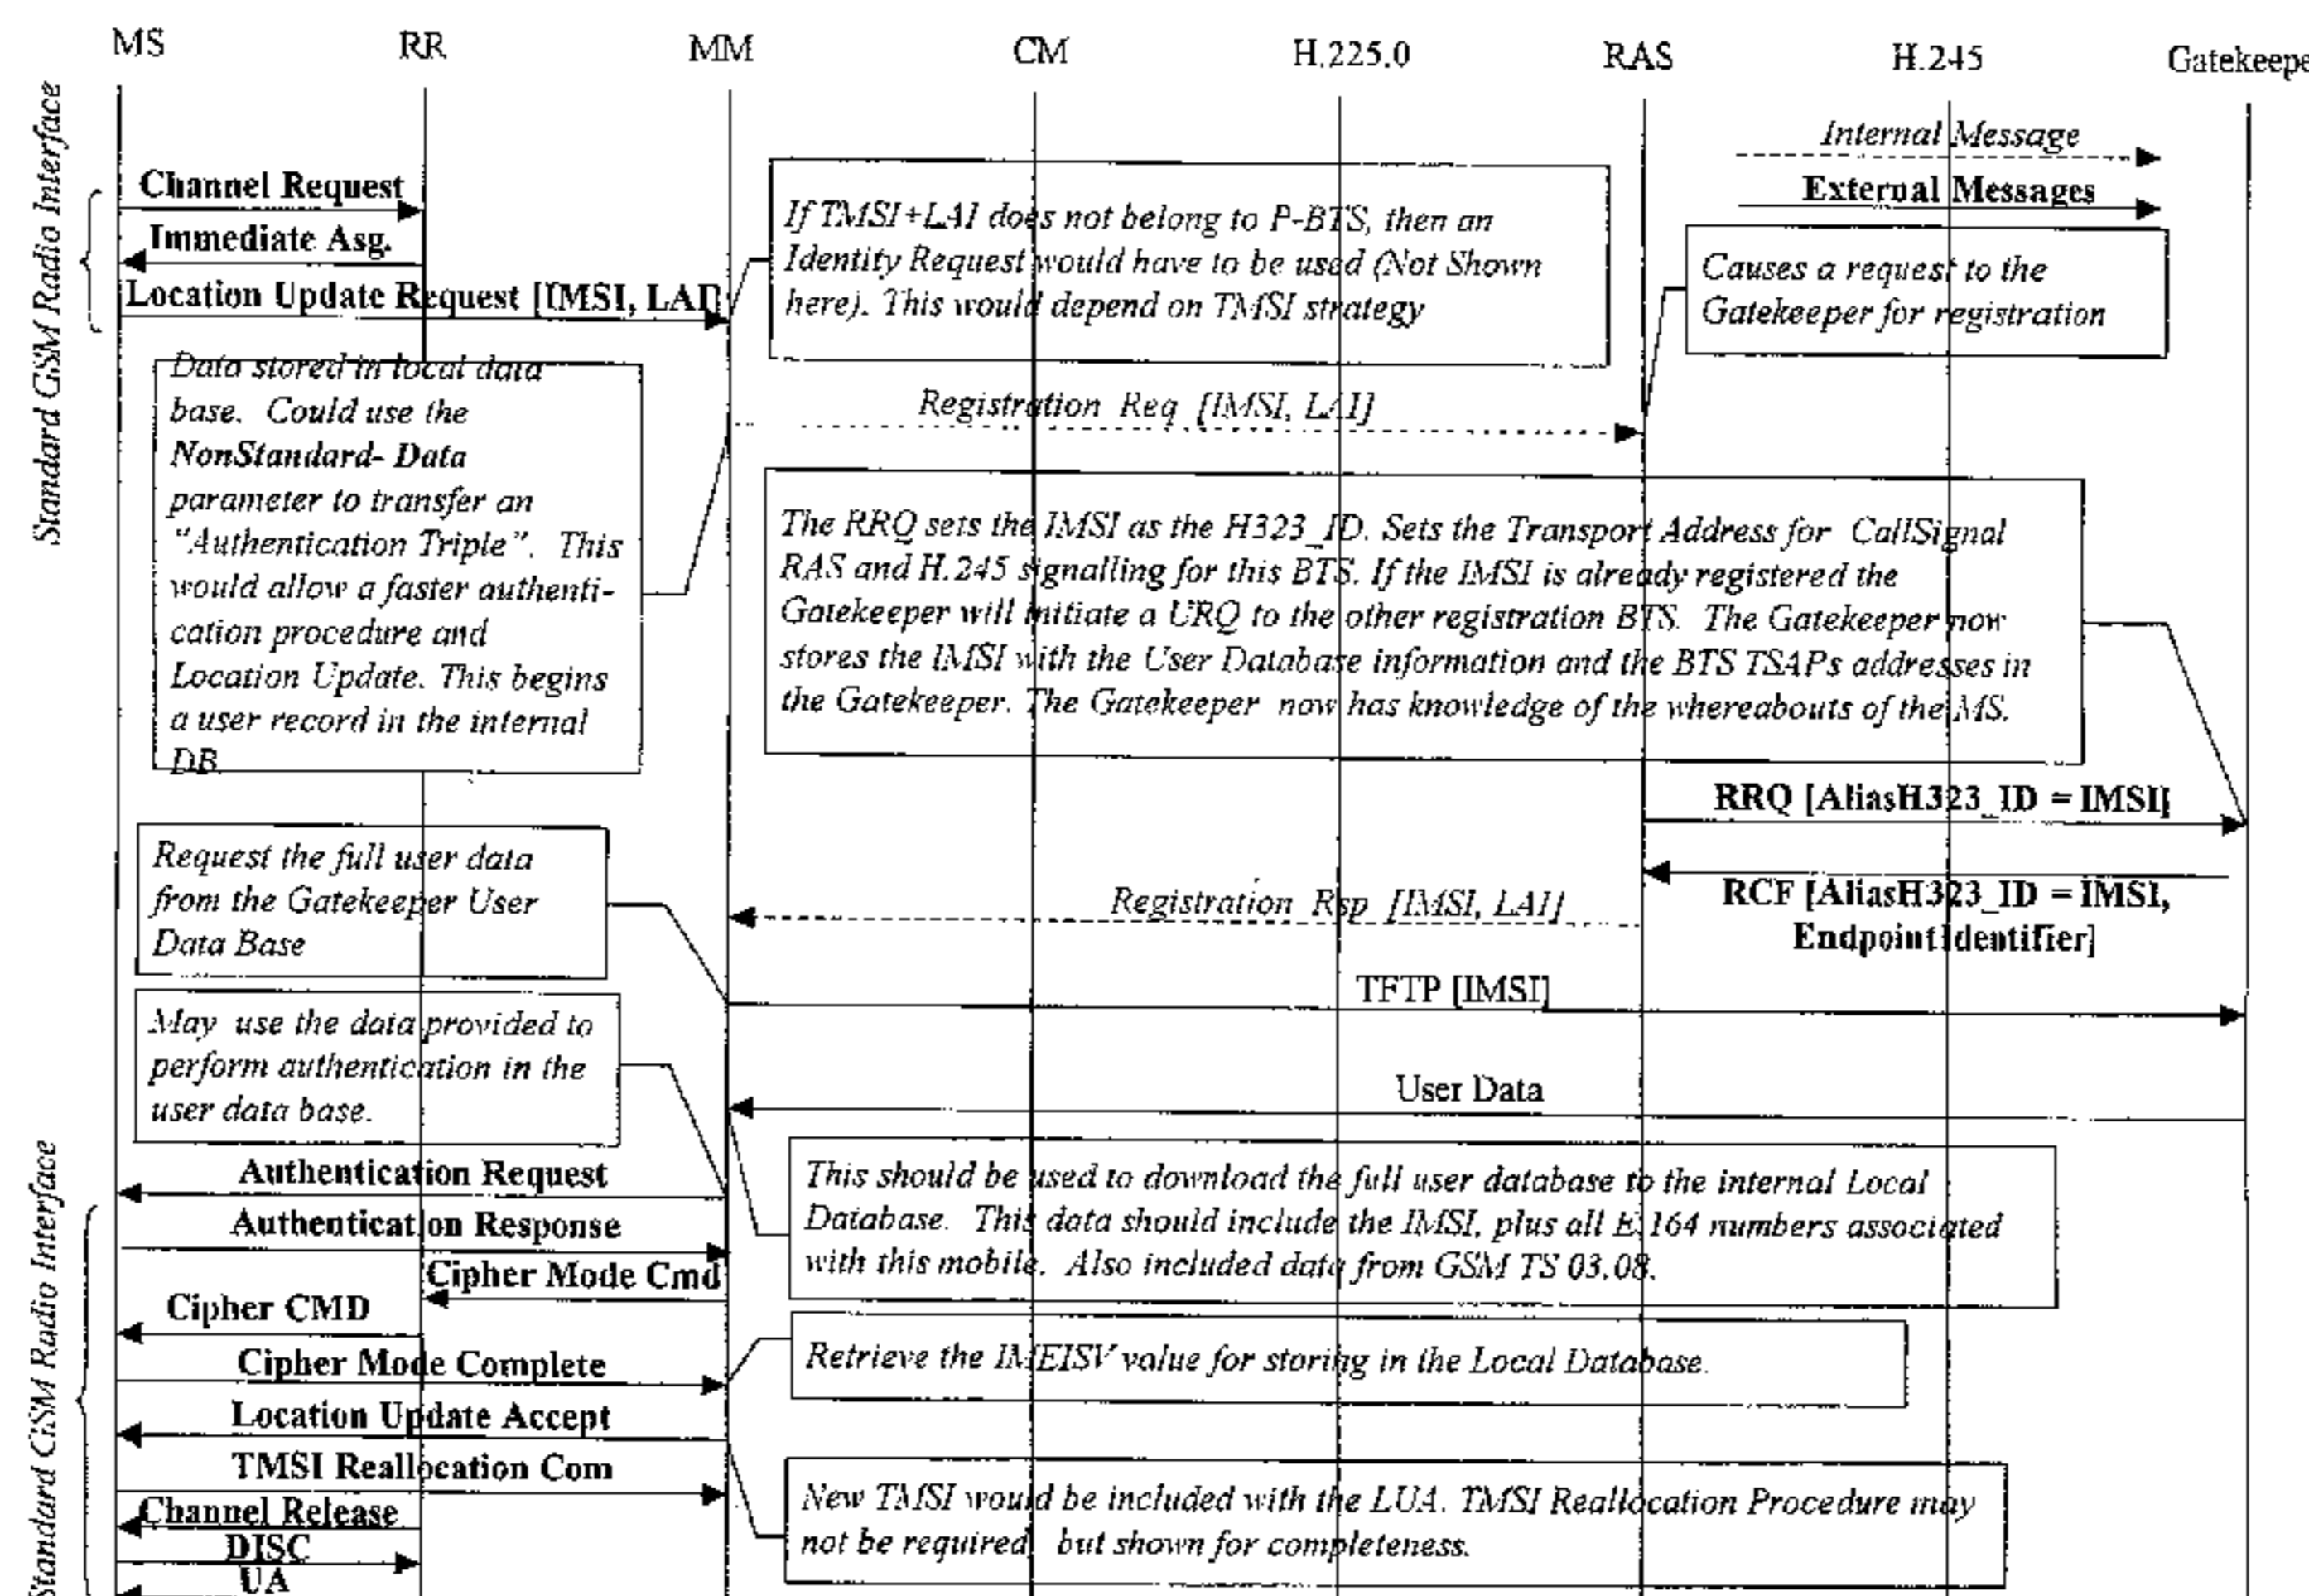 MS RR MM CM H.225.0 RAS H.245 Gatekeepe
Standard GSM Radio Interface
Internal Message
External Messages
Channel Request
Immediate Asg.
Location Update Request [IMSI, LAI]
If TMSI+LAI does not belong to P-BTS, then an
Identity Request would have to be used (Not Shown
here). This would depend on TMSI strategy
Causes a request to the
Gatekeeper for registration
Data stored in local data
base. Could use the
NonStandard- Data
parameter to transfer an
"Authentication Triple". This
would allow a faster authenti-
cation procedure and
Location Update. This begins
a user record in the internal
DB
Registration Req [IMSI, LAI]
The RRQ sets the IMSI as the H323_ID. Sets the Transport Address for CallSignal
RAS and H.245 signalling for this BTS. If the IMSI is already registered the
Gatekeeper will initiate a URQ to the other registration BTS. The Gatekeeper now
stores the IMSI with the User Database information and the BTS TSAPs addresses in
the Gatekeeper. The Gatekeeper now has knowledge of the whereabouts of the MS.
RRQ [AliasH323_ID = IMSI]
RCF [AliasH323_ID = IMSI,
EndpointIdentifier]
Request the full user data
from the Gatekeeper User
Data Base
Registration Rsp [IMSI, LAI]
TFTP [IMSI]
May use the data provided to
perform authentication in the
user data base.
User Data
Standard GSM Radio Interface
Authentication Request
Authentication Response
Cipher Mode Cmd
Cipher CMD
Cipher Mode Complete
Location Update Accept
TMSI Reallocation Com
Channel Release
DISC
UA
This should be used to download the full user database to the internal Local
Database. This data should include the IMSI, plus all E.164 numbers associated
with this mobile. Also included data from GSM TS 03.08.
Retrieve the IMEISV value for storing in the Local Database.
New TMSI would be included with the LUA. TMSI Reallocation Procedure may
not be required, but shown for completeness.